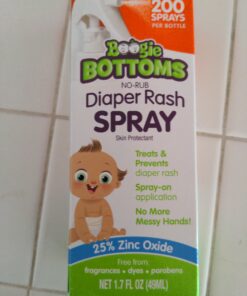 200
SPRAYS
PER BOTTLE
Boogie
BOTTOMS
NO-RUB
Diaper Rash
SPRAY
Skin Protectant
Treats &
Prevents
diaper rash
Spray-on
application
No More
Messy Hands!
25% Zinc Oxide
Free from:
fragrances • dyes • parabens
NET 1.7 FL OZ (49ML)